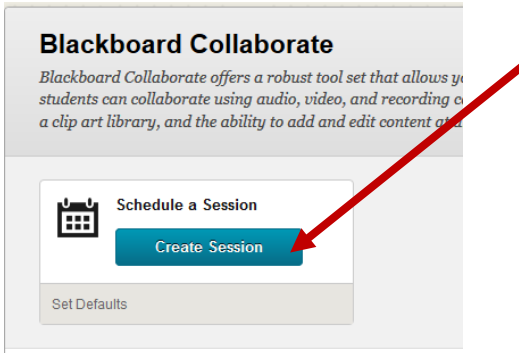 Blackboard Collaborate
Blackboard Collaborate offers a robust tool set that allows
students can collaborate using audio, video, and recording
a clip art library, and the ability to add and edit content at
Schedule a Session
Create Session
Set Defaults